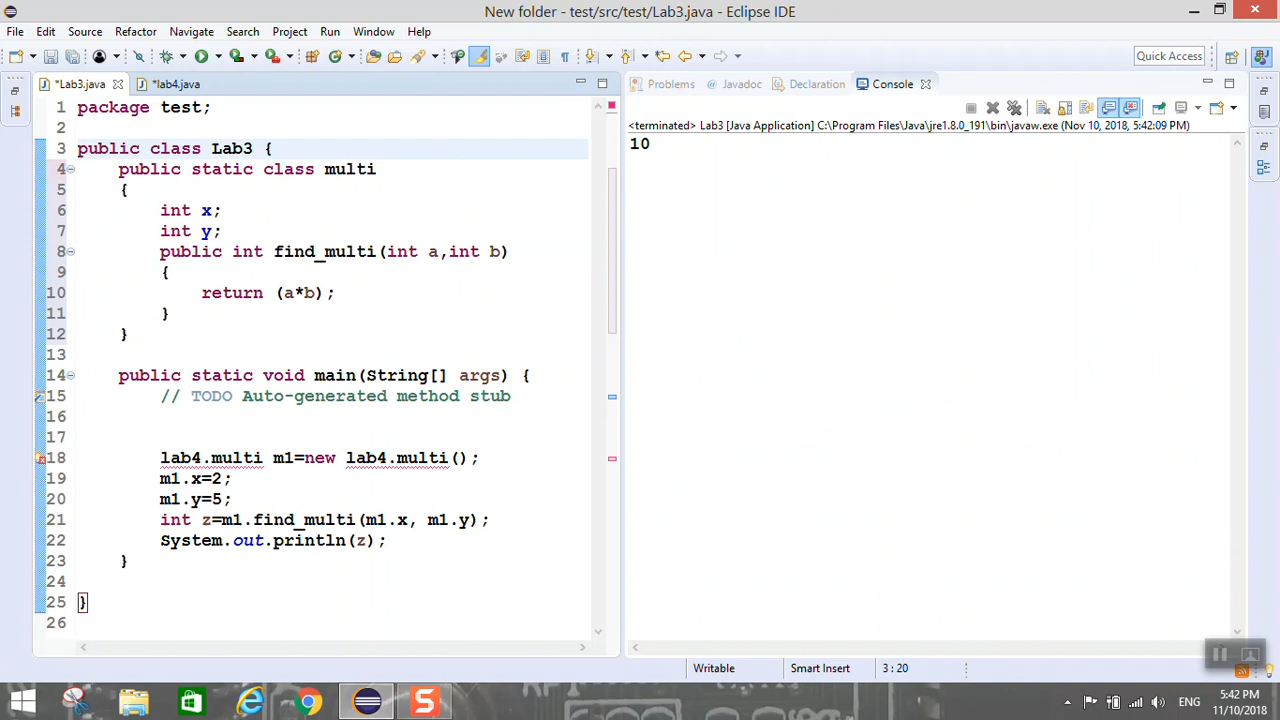 New folder - test/src/test/Lab3.java - Eclipse IDE
File Edit Source Refactor Navigate Search Project Run Window Help
Quick Access
*Lab3.java *lab4.java
Problems Javadoc Declaration Console
<terminated> Lab3 [Java Application] C:\Program Files\Java\jre1.8.0_191\bin\javaw.exe (Nov 10, 2018, 5:42:09 PM)
10
1 package test;
2
3 public class Lab3 {
4 public static class multi
5 {
6 int x;
7 int y;
8 public int find_multi(int a,int b)
9 {
10 return (a*b);
11 }
12 }
13
14 public static void main(String[] args) {
15 // TODO Auto-generated method stub
16
17
18 lab4.multi m1=new lab4.multi();
19 m1.x=2;
20 m1.y=5;
21 int z=m1.find_multi(m1.x, m1.y);
22 System.out.println(z);
23 }
24
25 }
26
Writable Smart Insert 3 : 20
S
ENG
5:42 PM
11/10/2018